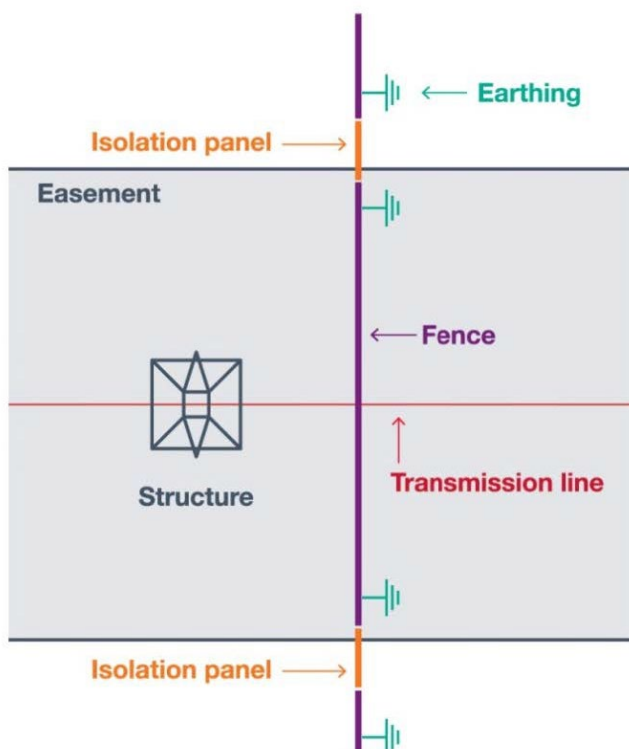 Earthing
Isolation panel
Easement
Fence
Transmission line
Structure
Isolation panel